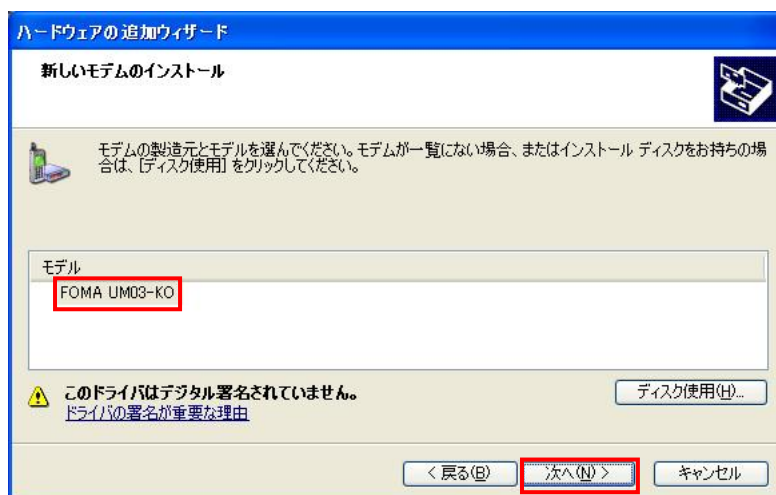 ハードウェアの追加ウィザード
新しいモデムのインストール
モデムの製造元とモデルを選んでください。モデムが一覧にない場合、またはインストール ディスクをお持ちの場
合は、[ディスク使用] をクリックしてください。
モデル
FOMA UM03-KO
このドライバはデジタル署名されていません。
ドライバの署名が重要な理由
ディスク使用(H)...
< 戻る(B)
次へ(N) >
キャンセル